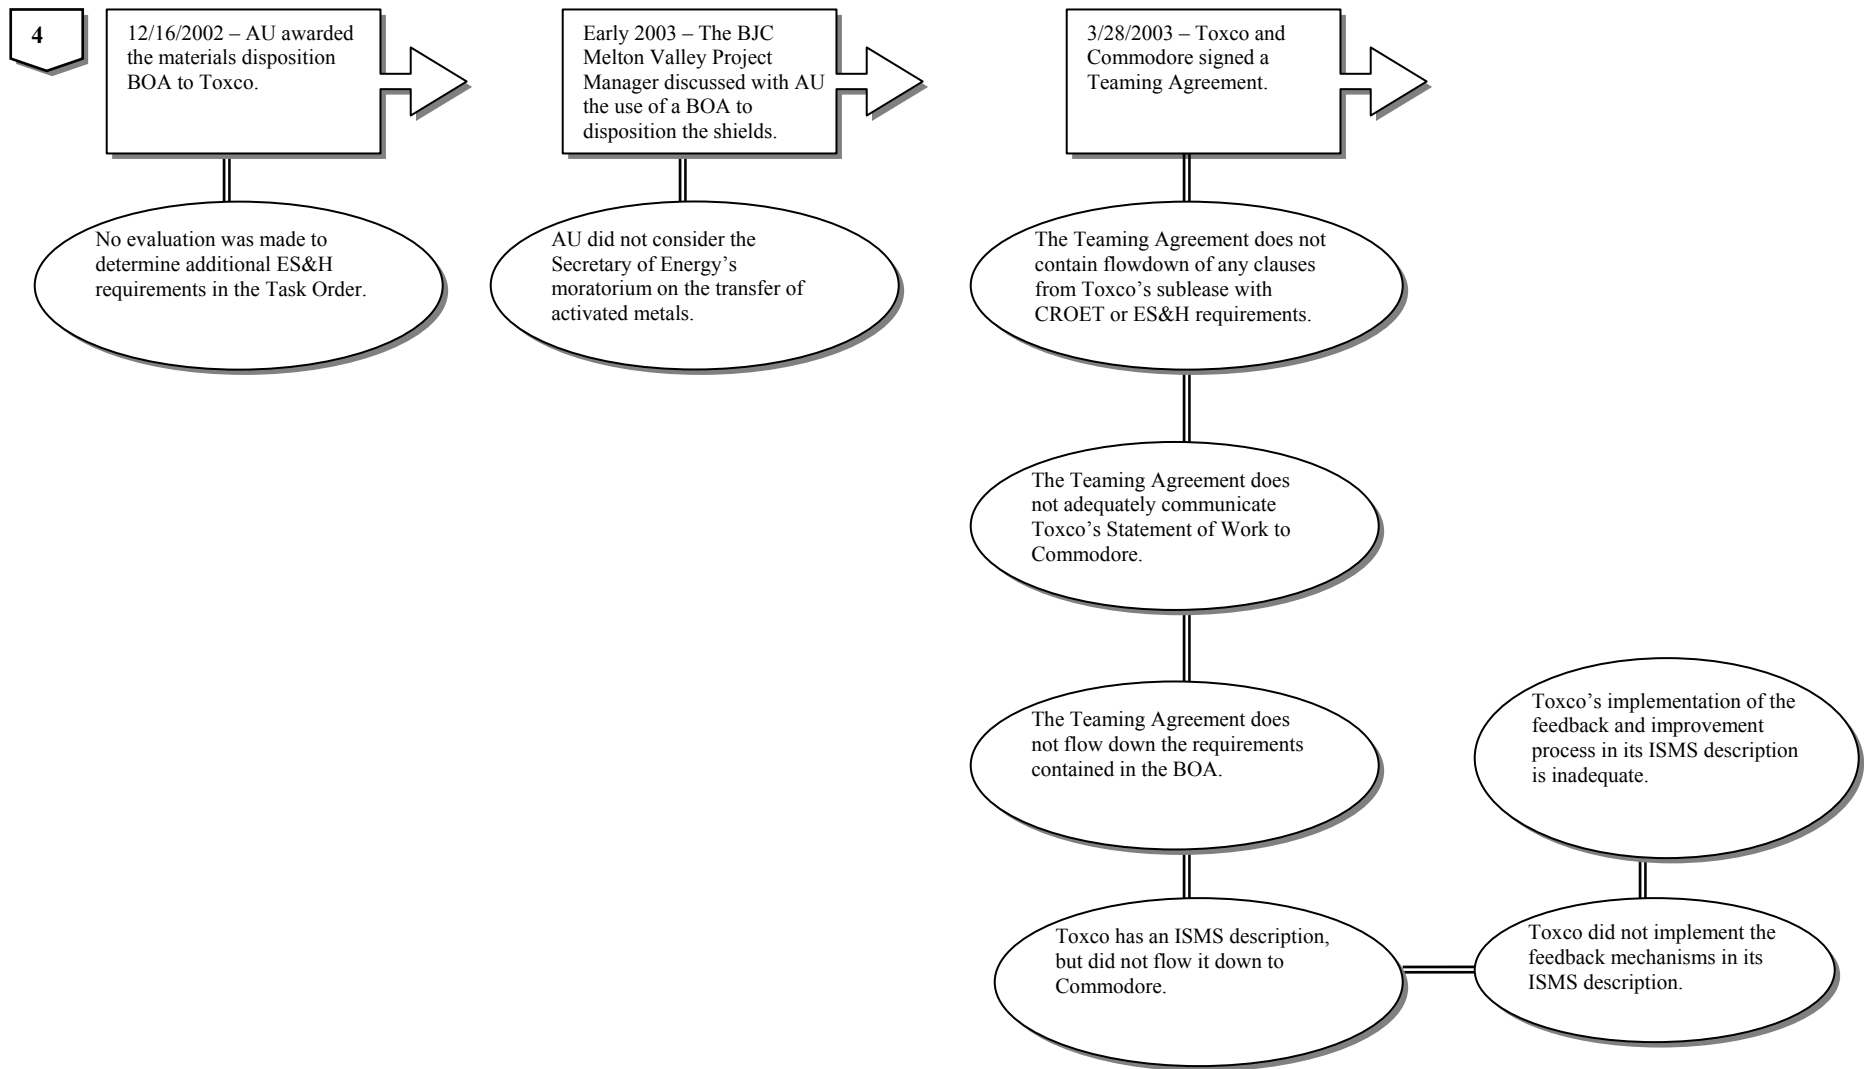 4
12/16/2002 – AU awarded
the materials disposition
BOA to Toxco.
Early 2003 – The BJC
Melton Valley Project
Manager discussed with AU
the use of a BOA to
disposition the shields.
3/28/2003 – Toxco and
Commodore signed a
Teaming Agreement.
No evaluation was made to
determine additional ES&H
requirements in the Task Order.
AU did not consider the
Secretary of Energy’s
moratorium on the transfer of
activated metals.
The Teaming Agreement does not
contain flowdown of any clauses
from Toxco’s sublease with
CROET or ES&H requirements.
The Teaming Agreement does
not adequately communicate
Toxco’s Statement of Work to
Commodore.
The Teaming Agreement does
not flow down the requirements
contained in the BOA.
Toxco has an ISMS description,
but did not flow it down to
Commodore.
Toxco did not implement the
feedback mechanisms in its
ISMS description.
Toxco’s implementation of the
feedback and improvement
process in its ISMS description
is inadequate.